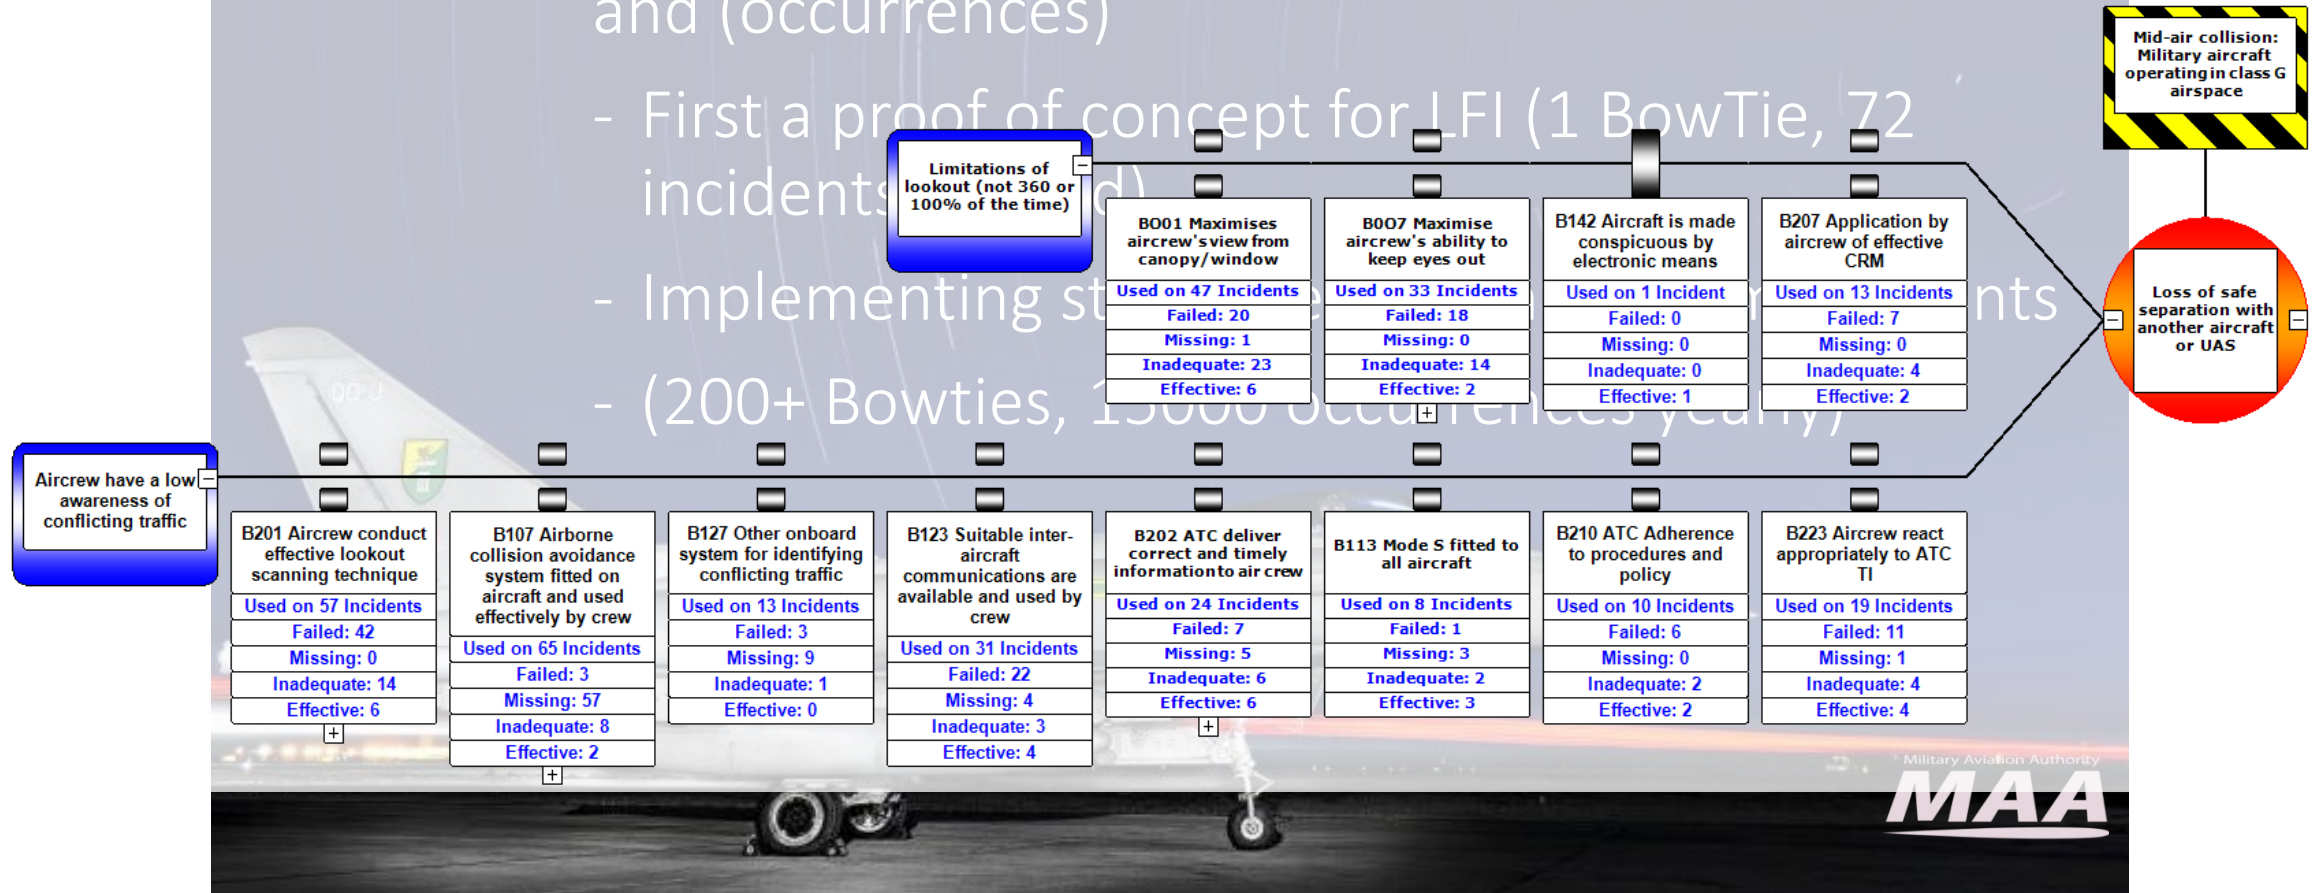 and (occurrences)
- First a proof of concept for LFI (1 BowTie, 72
incidents
- Implementing
nts
- (200+ Bowties, 15000 occurrences yearly)
Mid-air collision:
Military aircraft
operating in class G
airspace
Loss of safe
separation with
another aircraft
or UAS
Limitations of
lookout (not 360 or
100% of the time)
BO01 Maximises
aircrew's view from
canopy/window
Used on 47 Incidents
Failed: 20
Missing: 1
Inadequate: 23
Effective: 6
B007 Maximise
aircrew's ability to
keep eyes out
Used on 33 Incidents
Failed: 18
Missing: 0
Inadequate: 14
Effective: 2
B142 Aircraft is made
conspicuous by
electronic means
Used on 1 Incident
Failed: 0
Missing: 0
Inadequate: 0
Effective: 1
B207 Application by
aircrew of effective
CRM
Used on 13 Incidents
Failed: 7
Missing: 0
Inadequate: 4
Effective: 2
Aircrew have a low
awareness of
conflicting traffic
B201 Aircrew conduct
effective lookout
scanning technique
Used on 57 Incidents
Failed: 42
Missing: 0
Inadequate: 14
Effective: 6
B107 Airborne
collision avoidance
system fitted on
aircraft and used
effectively by crew
Used on 65 Incidents
Failed: 3
Missing: 57
Inadequate: 8
Effective: 2
B127 Other onboard
system for identifying
conflicting traffic
Used on 13 Incidents
Failed: 3
Missing: 9
Inadequate: 1
Effective: 0
B123 Suitable inter-
aircraft
communications are
available and used by
crew
Used on 31 Incidents
Failed: 22
Missing: 4
Inadequate: 3
Effective: 4
B202 ATC deliver
correct and timely
information to air crew
Used on 24 Incidents
Failed: 7
Missing: 5
Inadequate: 6
Effective: 6
B113 Mode S fitted to
all aircraft
Used on 8 Incidents
Failed: 1
Missing: 3
Inadequate: 2
Effective: 3
B210 ATC Adherence
to procedures and
policy
Used on 10 Incidents
Failed: 6
Missing: 0
Inadequate: 2
Effective: 2
B223 Aircrew react
appropriately to ATC
TI
Used on 19 Incidents
Failed: 11
Missing: 1
Inadequate: 4
Effective: 4
Military Aviation Authority
MAA